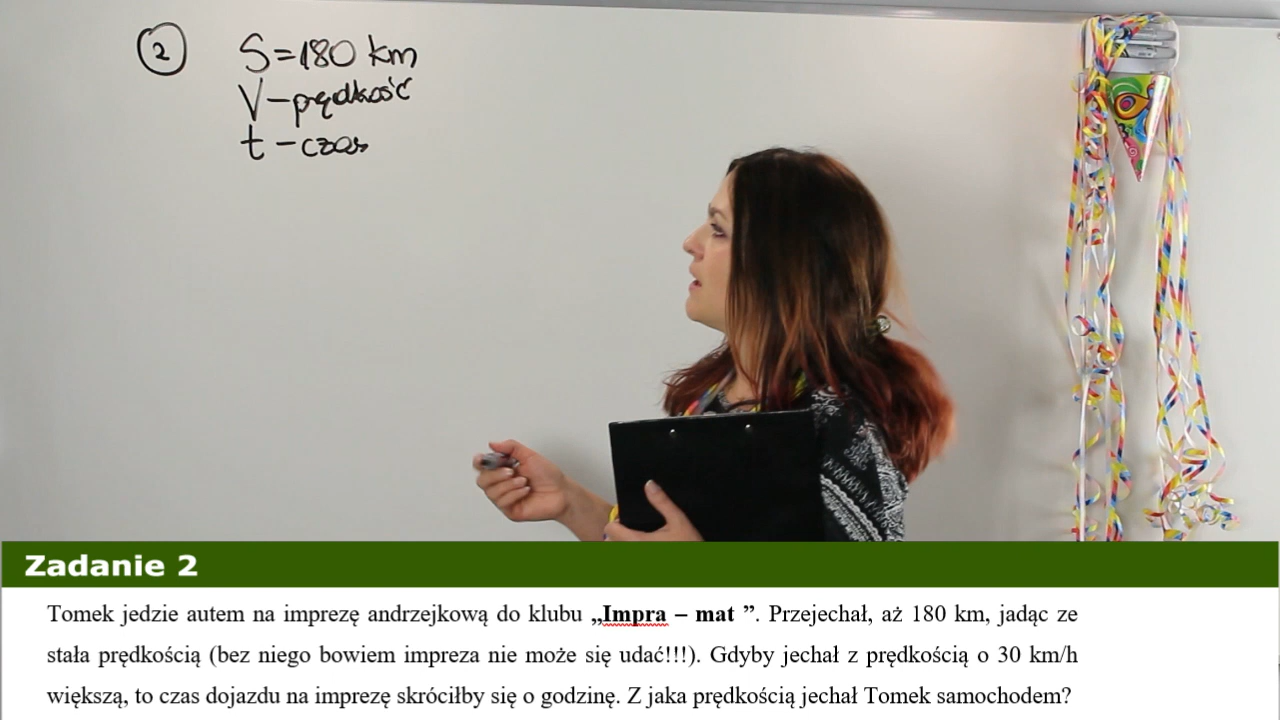 2 S=180 km
V-prędkość
t-czas
Zadanie 2
Tomek jedzie autem na imprezę andrzejkową do klubu „Impra – mat ”. Przejechał, aż 180 km, jadąc ze
stała prędkością (bez niego bowiem impreza nie może się udać!!!). Gdyby jechał z prędkością o 30 km/h
większą, to czas dojazdu na imprezę skróciłby się o godzinę. Z jaka prędkością jechał Tomek samochodem?